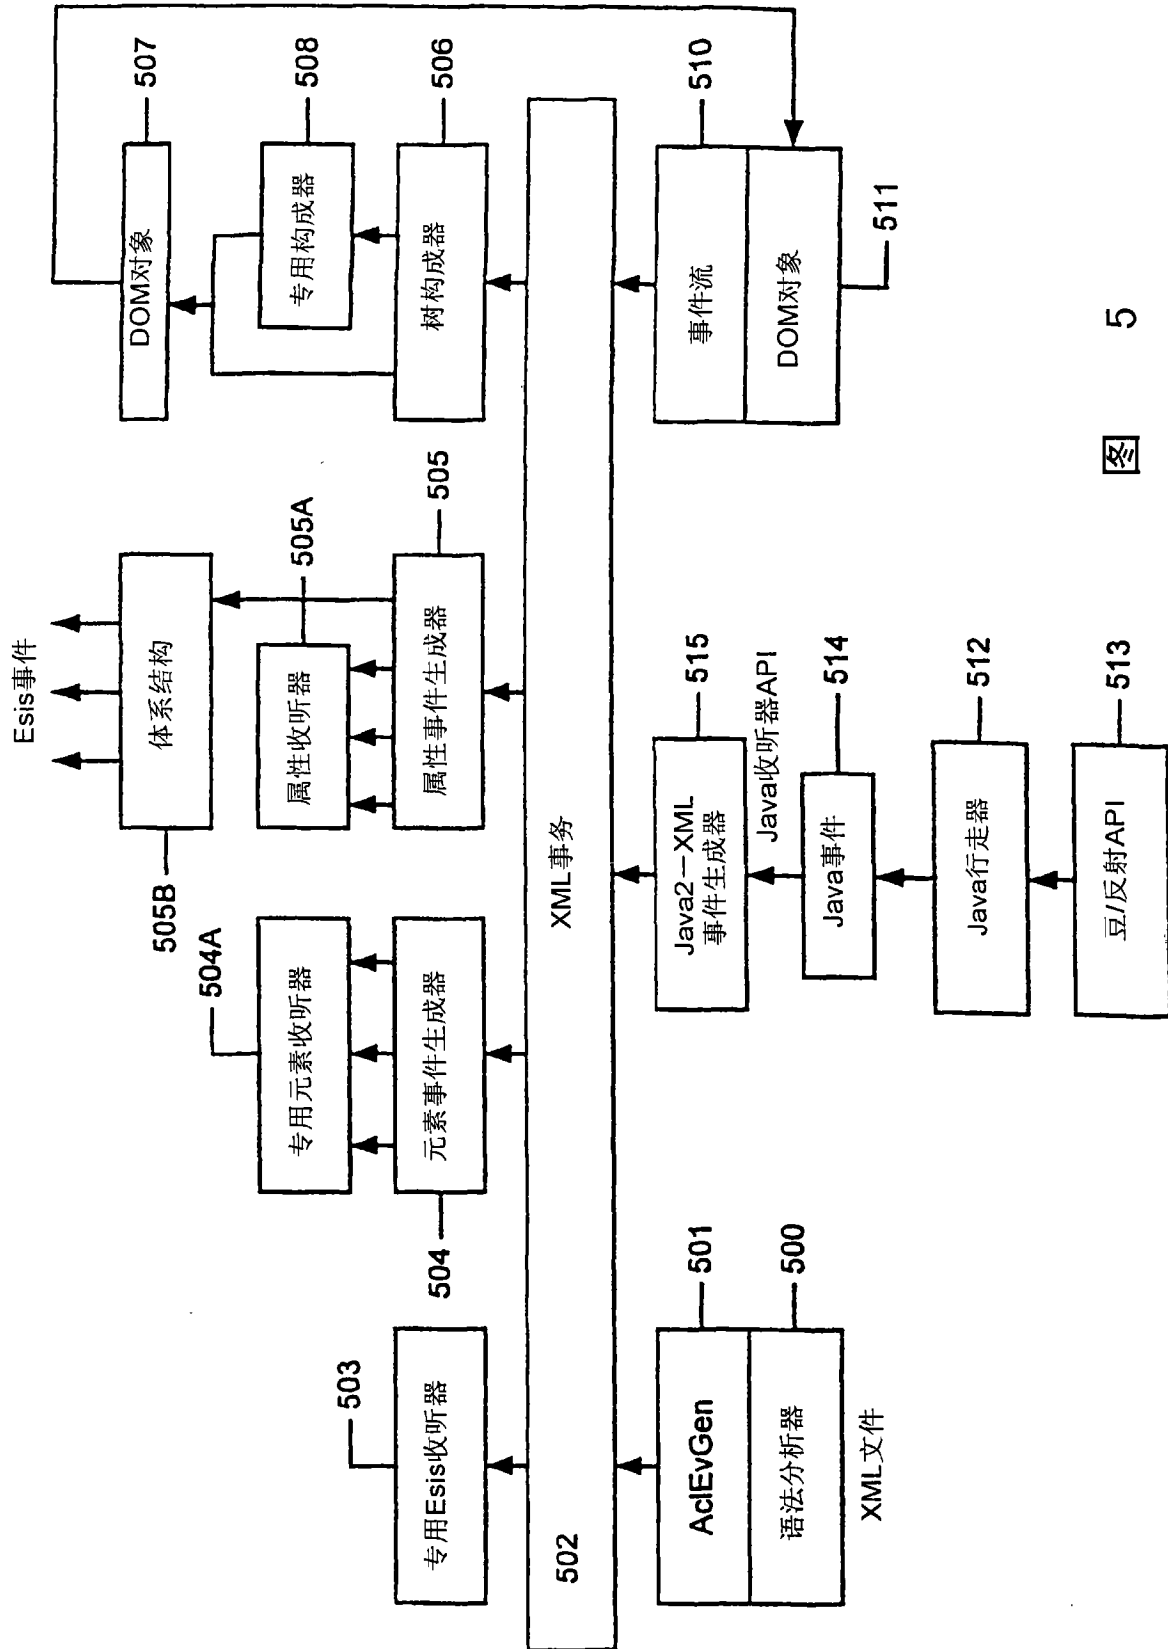 Esis事件
507
DOM对象
505B
体系结构
508
专用构成器
505A
属性收听器
504A
专用元素收听器
503
专用Esis收听器
504
元素事件生成器
505
属性事件生成器
506
树构成器
502
XML事务
501
AclEvGen
500
语法分析器
XML文件
515
Java2－XML
事件生成器
Java收听器API
514
Java事件
512
Java行走器
513
豆/反射API
510
事件流
DOM对象
511
图 5